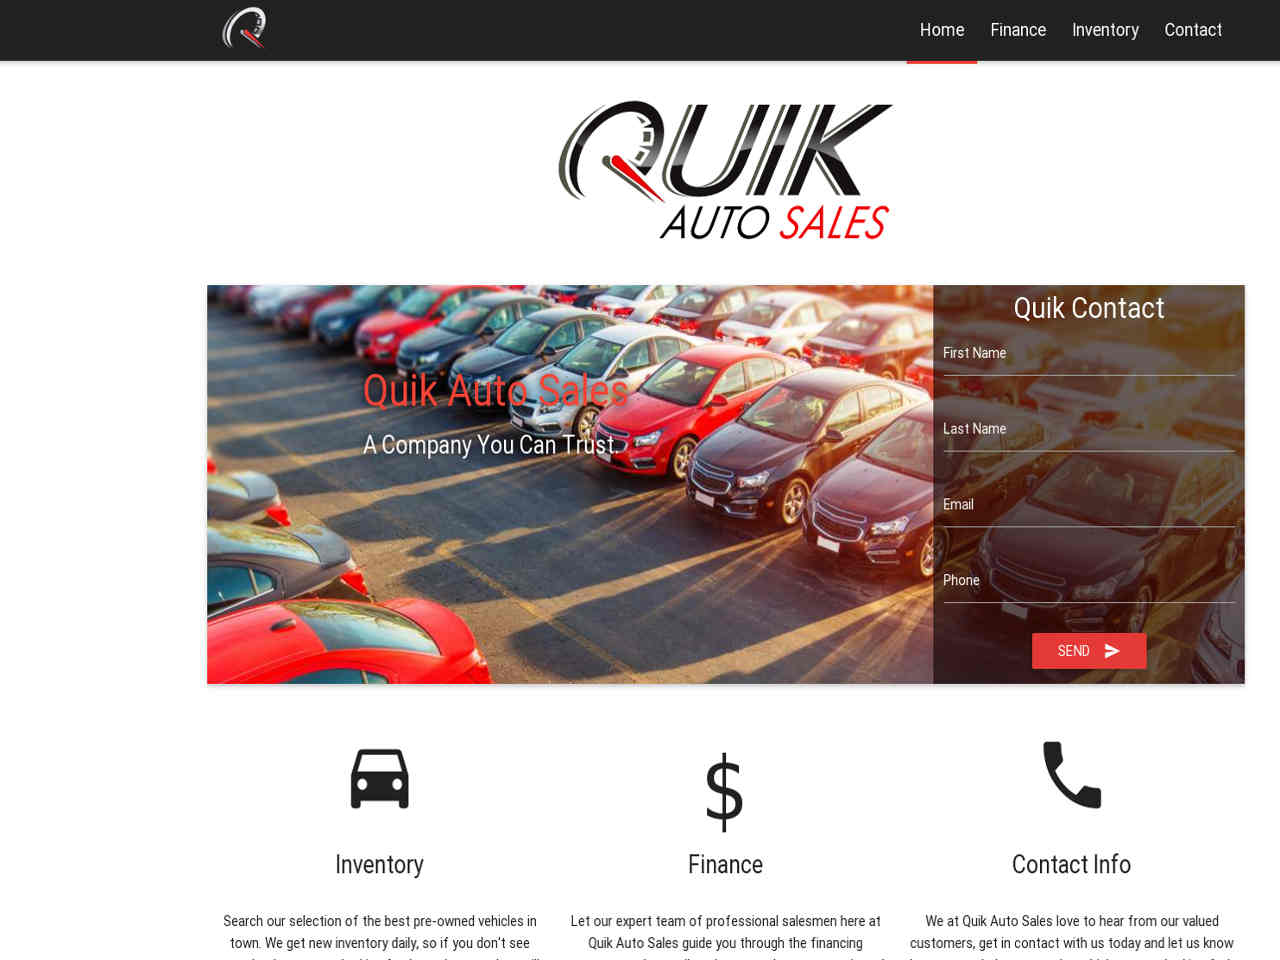 Home Finance Inventory Contact
QUIK
AUTO SALES
Quik Auto Sales
A Company You Can Trust.
Quik Contact
First Name
Last Name
Email
Phone
SEND
$
Inventory
Search our selection of the best pre-owned vehicles in
town. We get new inventory daily, so if you don't see
Finance
Let our expert team of professional salesmen here at
Quik Auto Sales guide you through the financing
Contact Info
We at Quik Auto Sales love to hear from our valued
customers, get in contact with us today and let us know